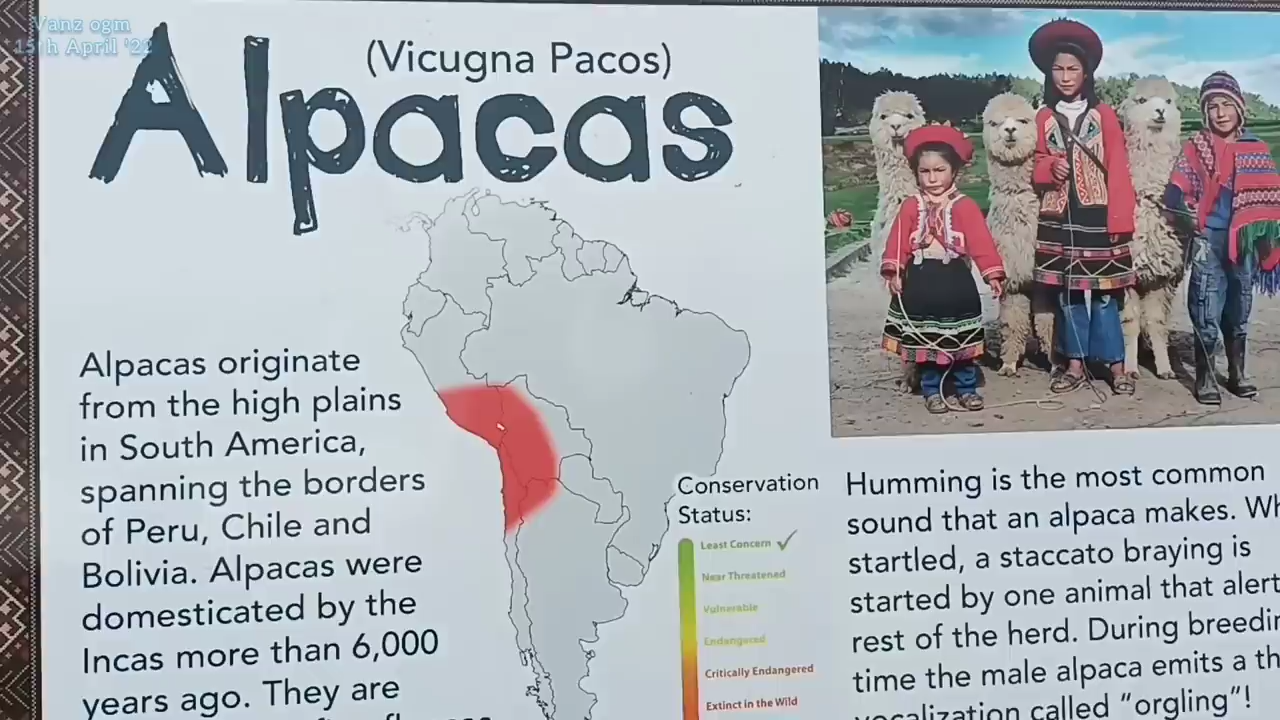 Vanz ogm
15th April '22
(Vicugna Pacos)
Alpacas
Alpacas originate
from the high plains
in South America,
spanning the borders
of Peru, Chile and
Bolivia. Alpacas were
domesticated by the
Incas more than 6,000
years ago. They are
Conservation
Status:
Least Concern ✓
Near Threatened
Vulnerable
Endangered
Critically Endangered
Extinct in the Wild
Humming is the most common
sound that an alpaca makes.
startled, a staccato braying is
started by one animal that
rest of the herd. During
time the male alpaca emits a
vocalization called "orgling"!